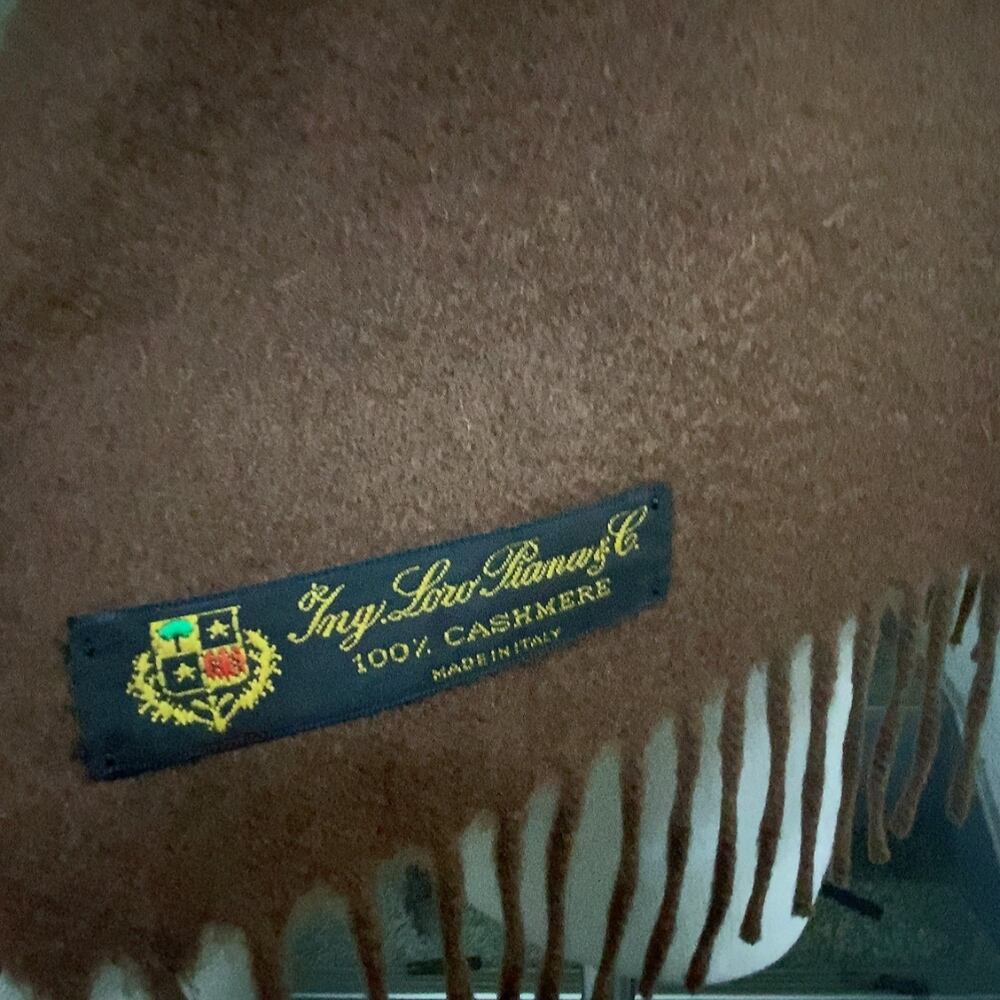 Ing. Loro Piana & C.
100% CASHMERE
MADE IN ITALY